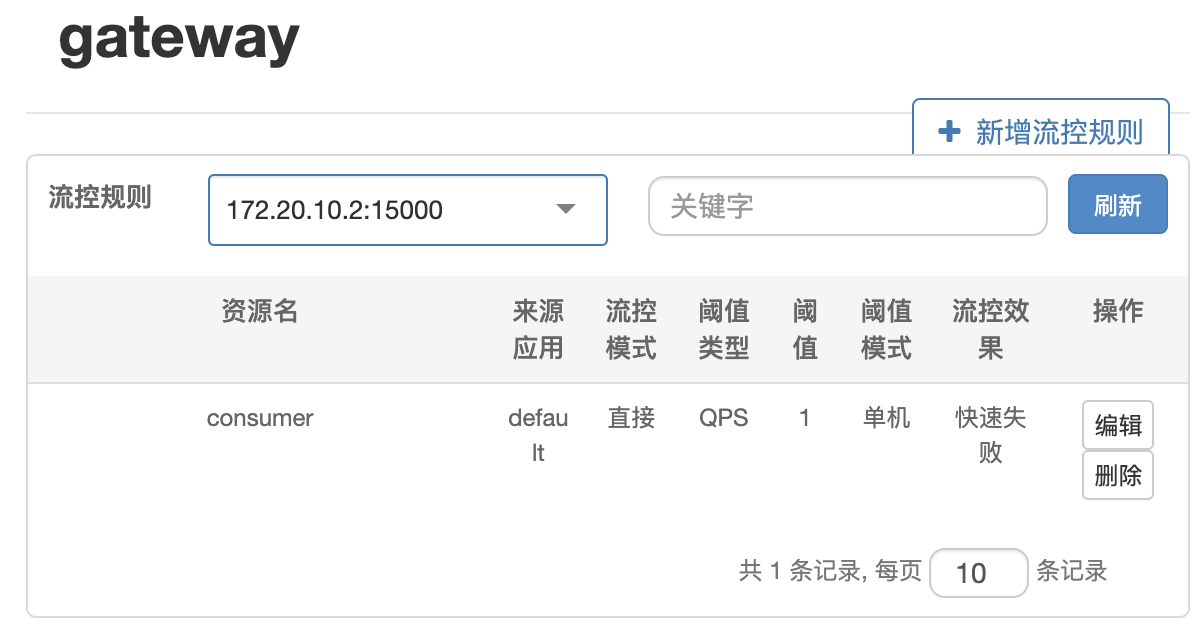 gateway
+ 新增流控规则
流控规则 172.20.10.2:15000 关键字 刷新
资源名 来源 流控 阈值 阈 阈值 流控效 操作
应用 模式 类型 值 模式 果
consumer defau 直接 QPS 1 单机 快速失 编辑
lt 败
删除
共 1 条记录, 每页 10 条记录